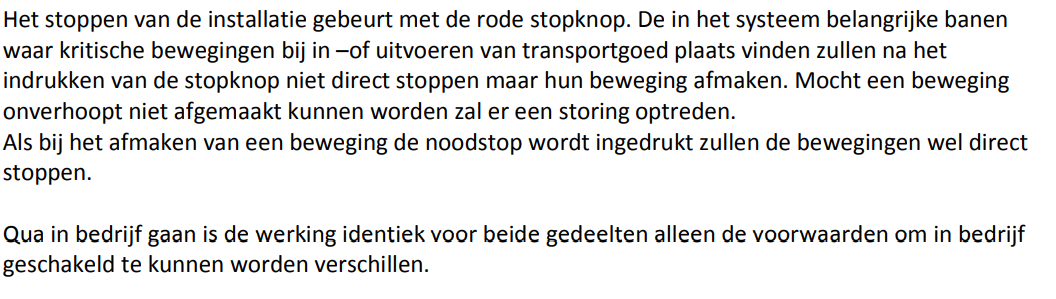 Het stoppen van de installatie gebeurt met de rode stopknop. De in het systeem belangrijke banen
waar kritische bewegingen bij in –of uitvoeren van transportgoed plaats vinden zullen na het
indrukken van de stopknop niet direct stoppen maar hun beweging afmaken. Mocht een beweging
onverhoopt niet afgemaakt kunnen worden zal er een storing optreden.
Als bij het afmaken van een beweging de noodstop wordt ingedrukt zullen de bewegingen wel direct
stoppen.

Qua in bedrijf gaan is de werking identiek voor beide gedeelten alleen de voorwaarden om in bedrijf
geschakeld te kunnen worden verschillen.